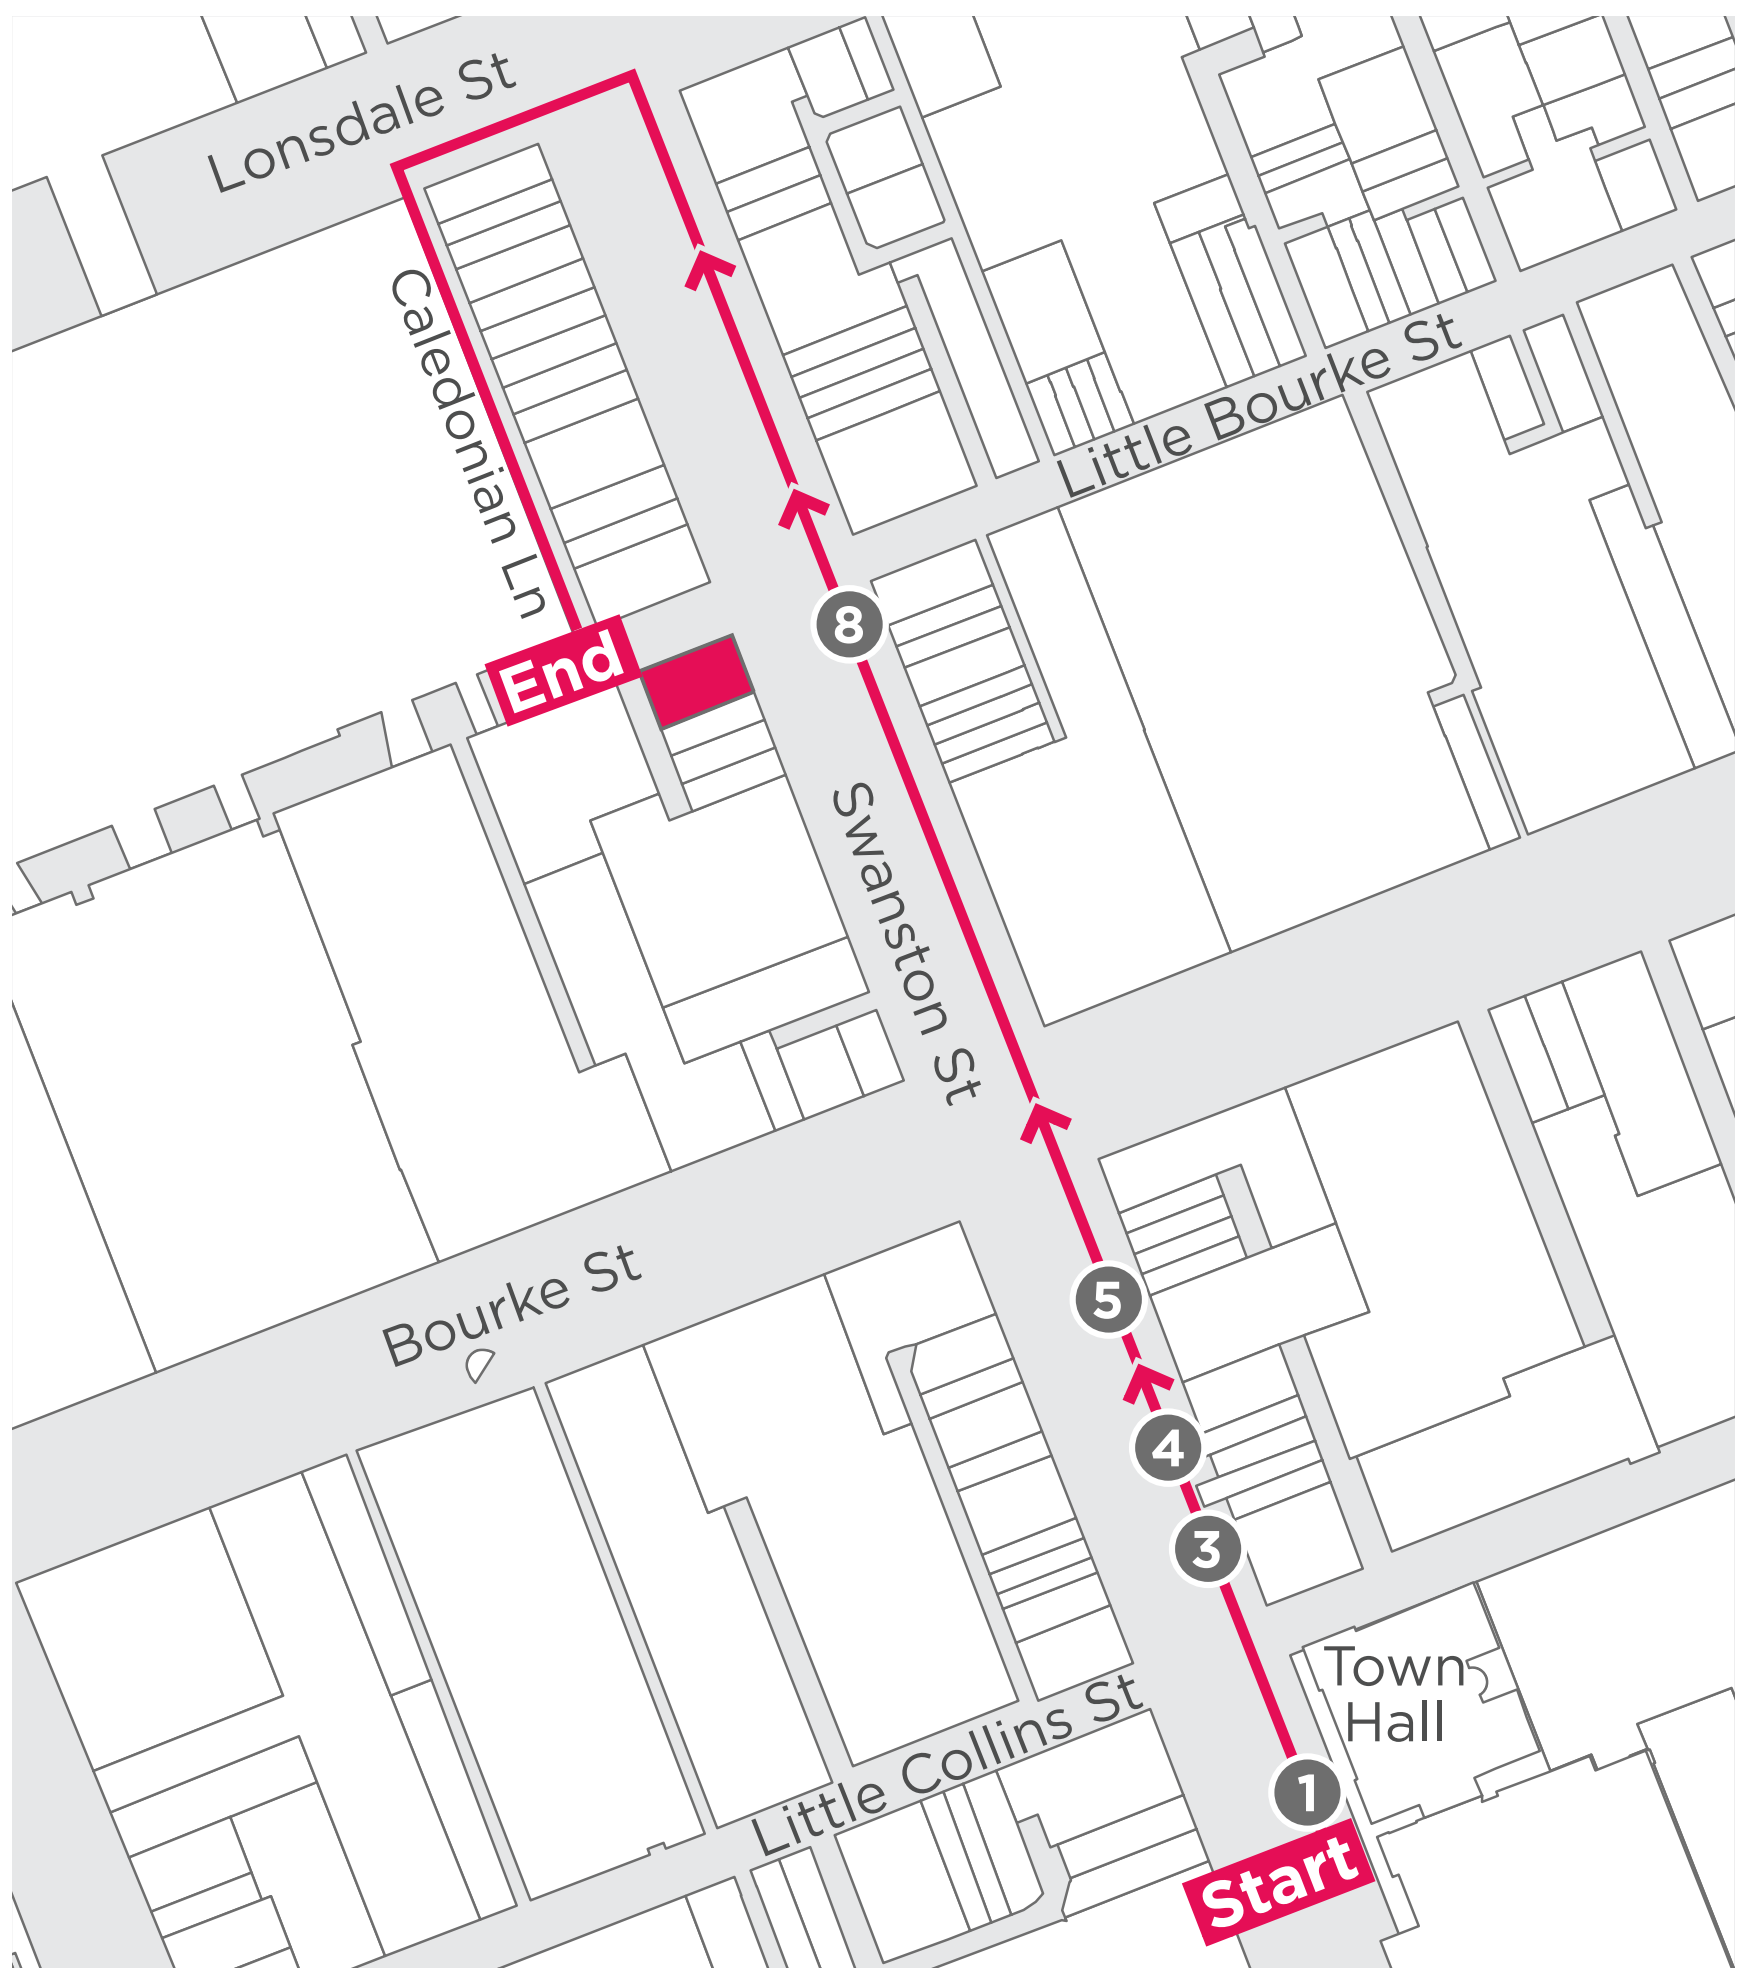 Lonsdale St
Caledonian Ln
Little Bourke St
8
End
Swanston St
Bourke St
5
4
3
Town
Hall
Little Collins St
1
Start